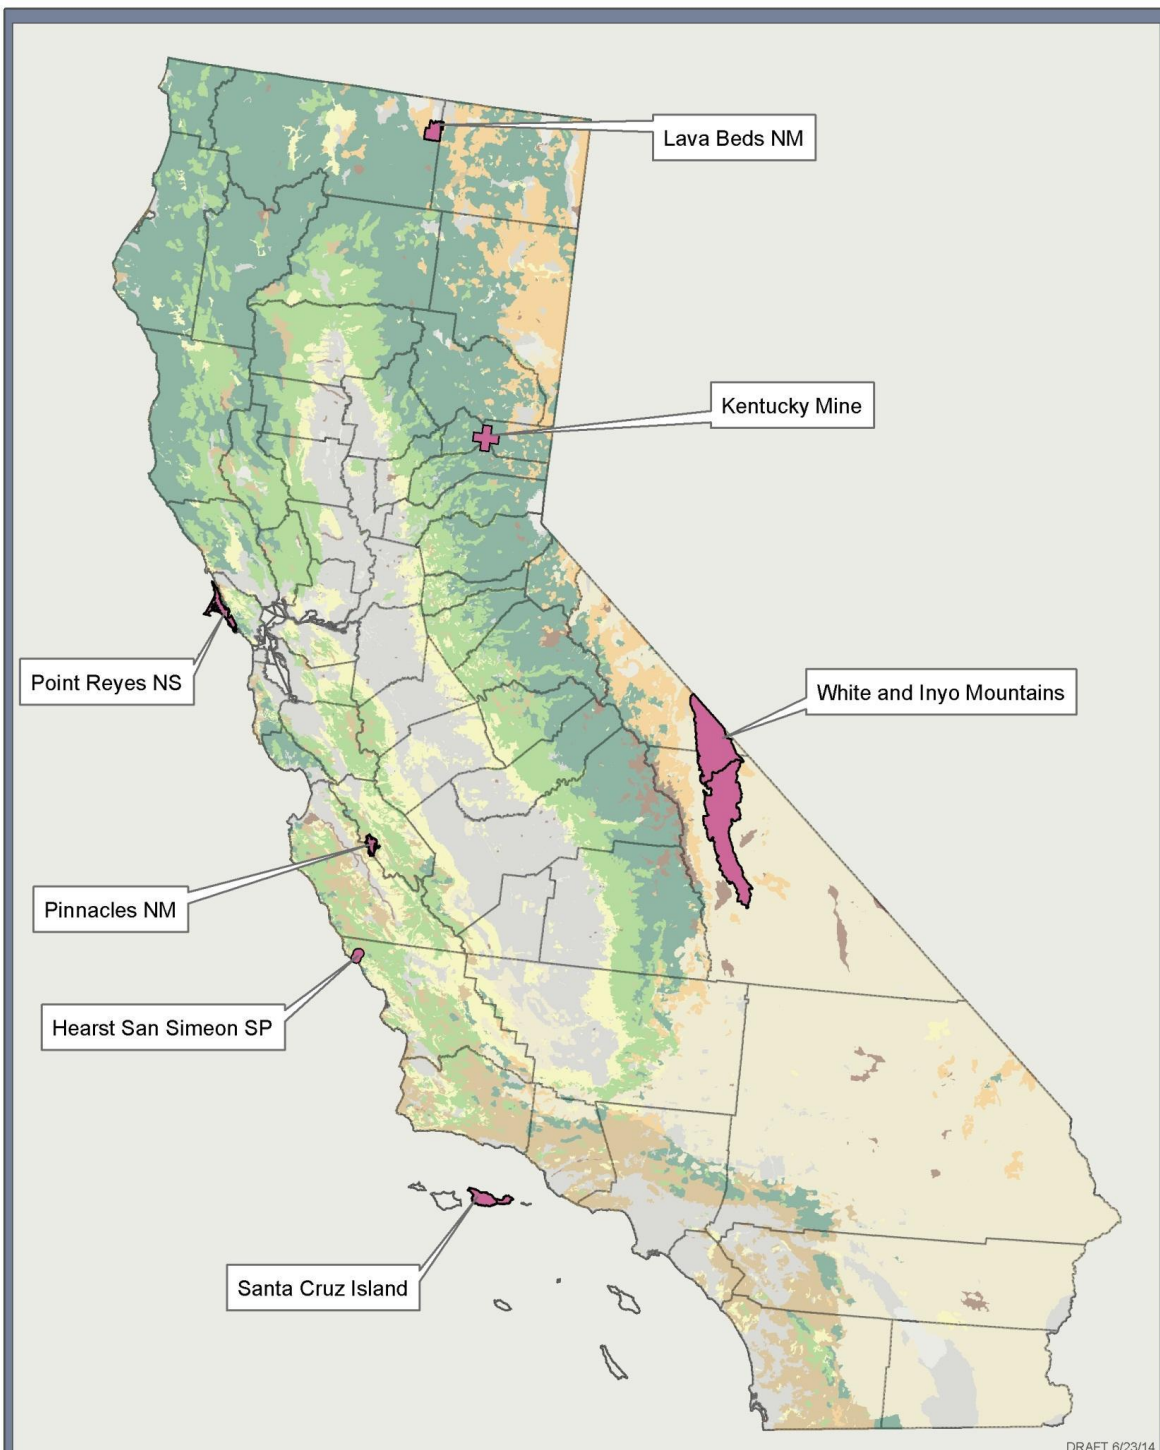 Lava Beds NM
Kentucky Mine
Point Reyes NS
White and Inyo Mountains
Pinnacles NM
Hearst San Simeon SP
Santa Cruz Island
DRAFT 6/23/14